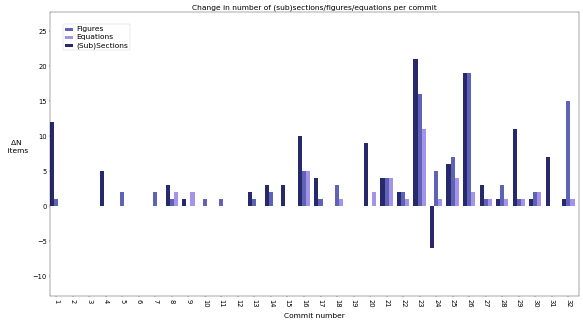 Change in number of (sub)sections/figures/equations per commit
Figures
Equations
(Sub)Sections
25
20
15
10
5
0
−5
−10
ΔN
items
1 2 3 4 5 6 7 8 9 10 11 12 13 14 15 16 17 18 19 20 21 22 23 24 25 26 27 28 29 30 31 32
Commit number